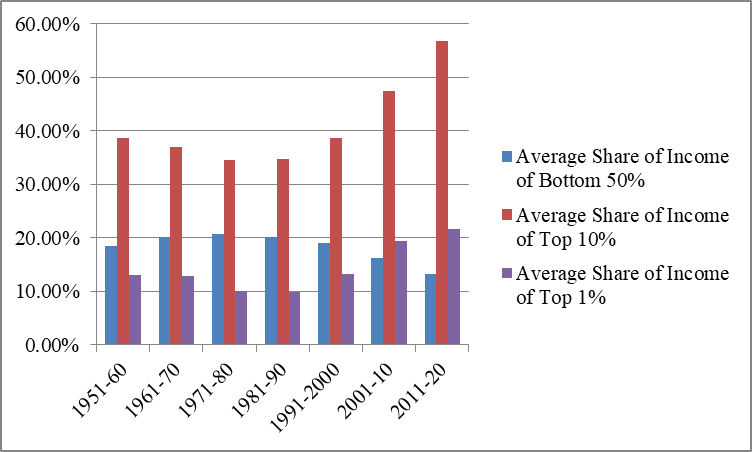 60.00%
50.00%
40.00%
30.00%
20.00%
10.00%
0.00%
1951-60
1961-70
1971-80
1981-90
1991-2000
2001-10
2011-20
Average Share of Income
of Bottom 50%
Average Share of Income
of Top 10%
Average Share of Income
of Top 1%